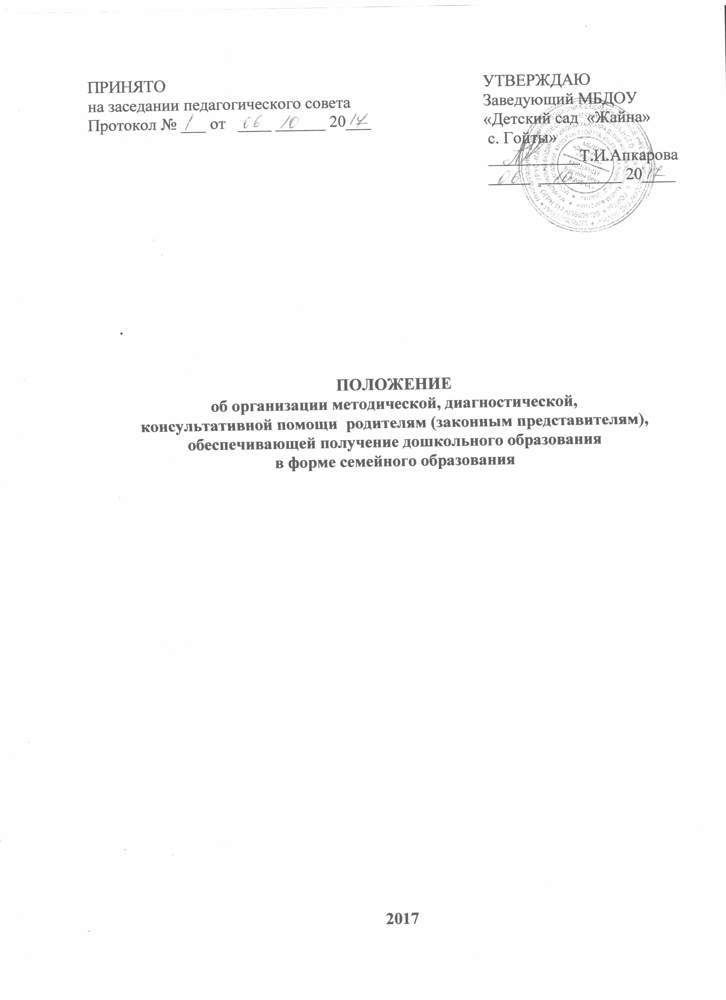 ПРИНЯТО
на заседании педагогического совета
Протокол № 1 от 06 10 2017
УТВЕРЖДАЮ
Заведующий МБДОУ
«Детский сад «Жайна»
с. Гойты»
Т.И.Апкарова
06 10 2017
ПОЛОЖЕНИЕ
об организации методической, диагностической,
консультативной помощи родителям (законным представителям),
обеспечивающей получение дошкольного образования
в форме семейного образования
2017